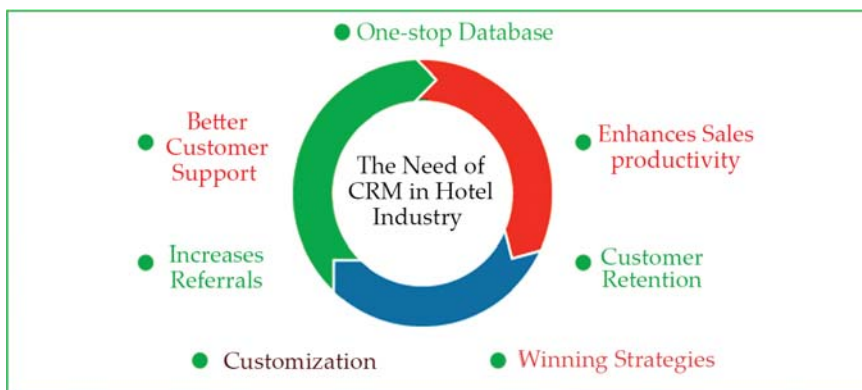 One-stop Database
Better
Customer
Support
The Need of
CRM in Hotel
Industry
Enhances Sales
productivity
Increases
Referrals
Customer
Retention
Customization
Winning Strategies